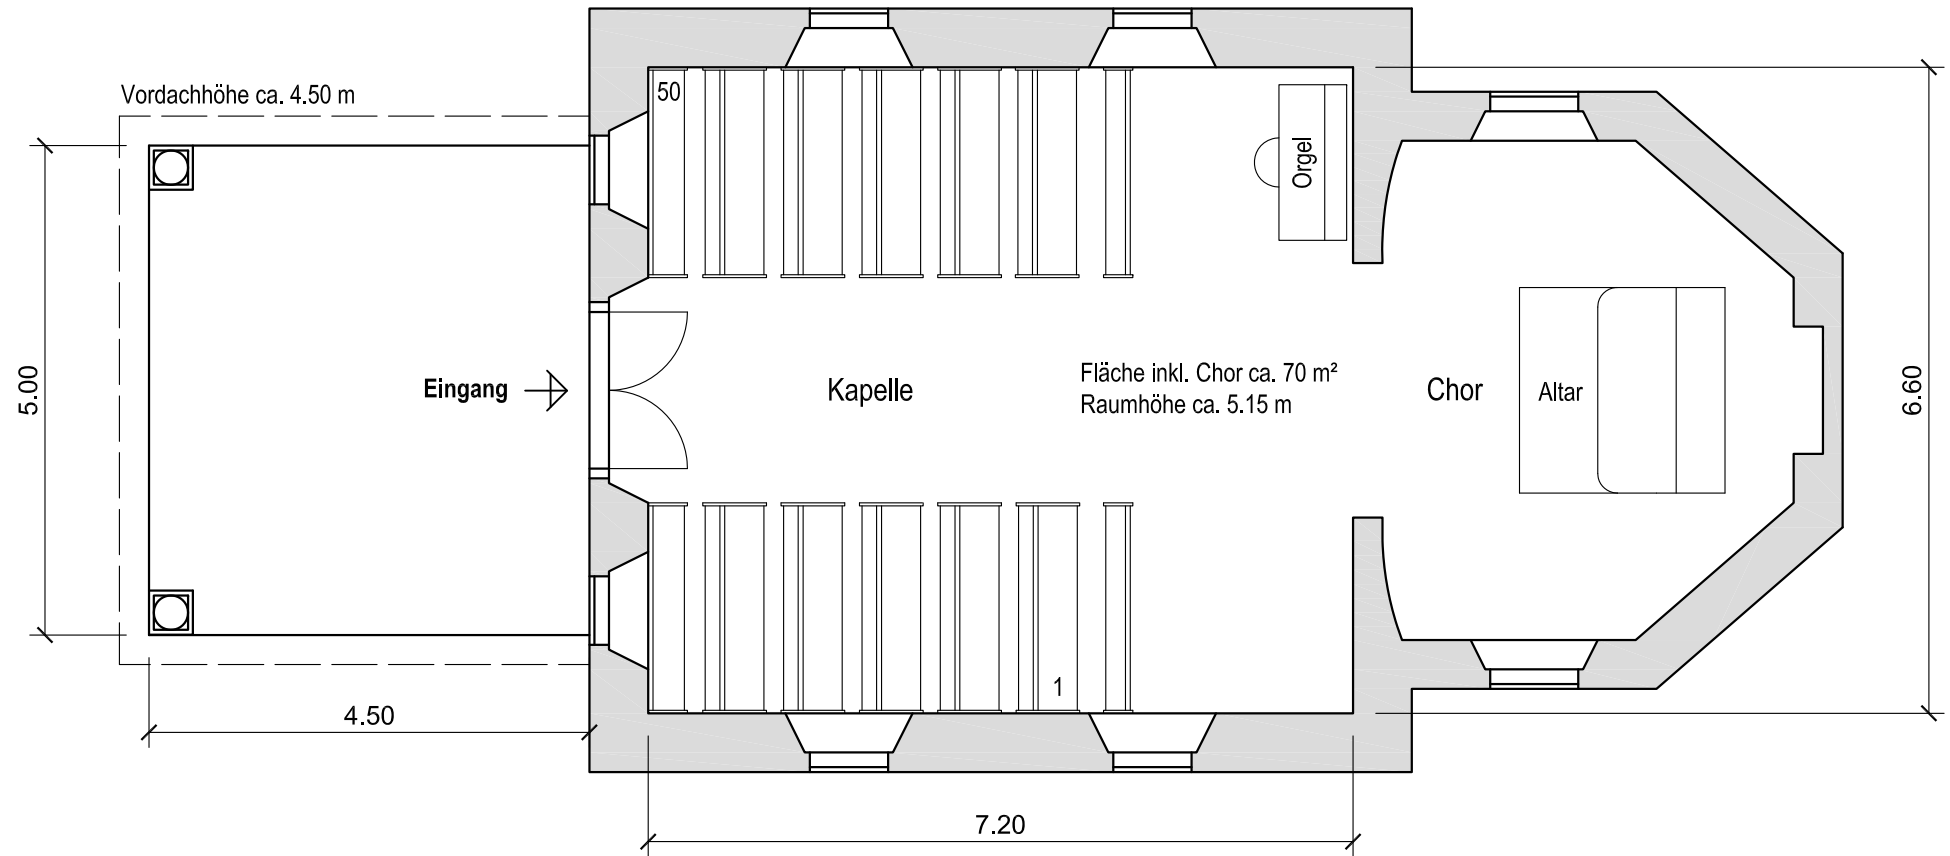 Vordachhöhe ca. 4.50 m
50
Orgel
5.00
Eingang
Kapelle
Fläche inkl. Chor ca. 70 m²
Raumhöhe ca. 5.15 m
Chor
Altar
6.60
1
4.50
7.20